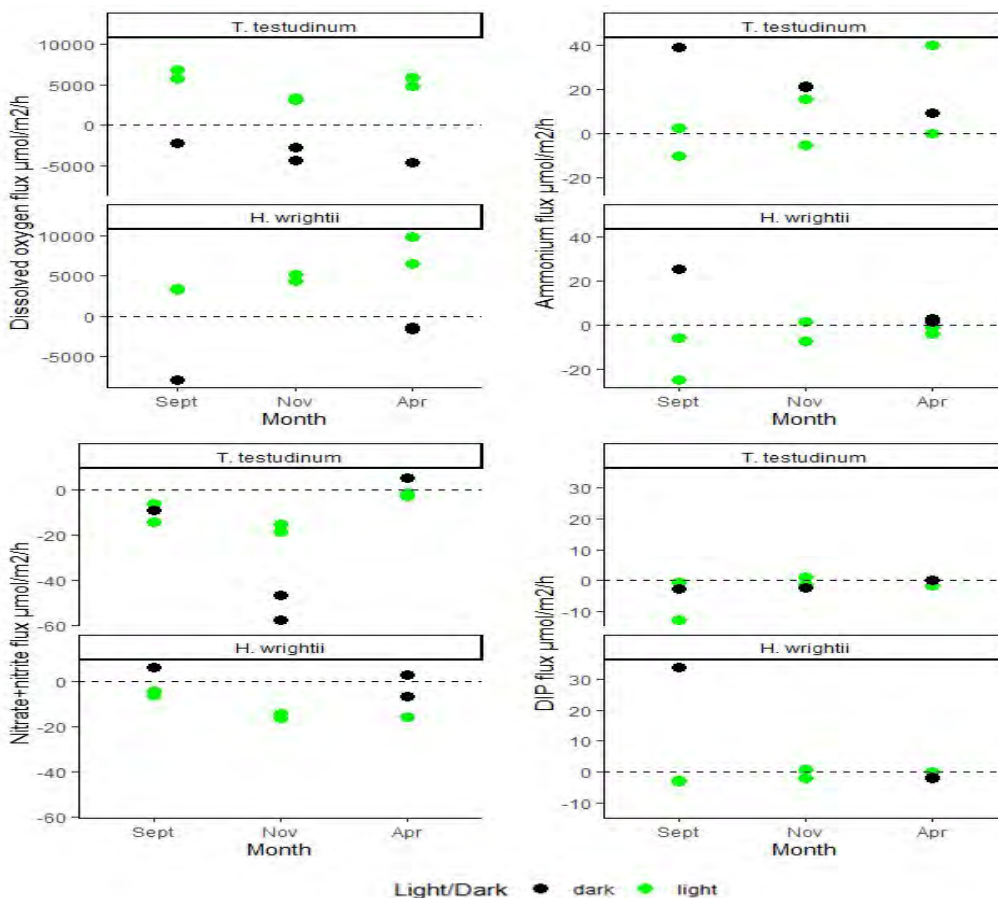 T. testudinum
10000
5000
0
-5000
H. wrightii
10000
5000
0
-5000
Dissolved oxygen flux µmol/m2/h
Sept Nov Apr
Month
T. testudinum
40
20
0
-20
H. wrightii
40
20
0
-20
Ammonium flux µmol/m2/h
Sept Nov Apr
Month
T. testudinum
0
-20
-40
-60
H. wrightii
0
-20
-40
-60
Nitrate+nitrite flux µmol/m2/h
Sept Nov Apr
Month
T. testudinum
30
20
10
0
-10
H. wrightii
30
20
10
0
-10
DIP flux µmol/m2/h
Sept Nov Apr
Month
Light/Dark dark light